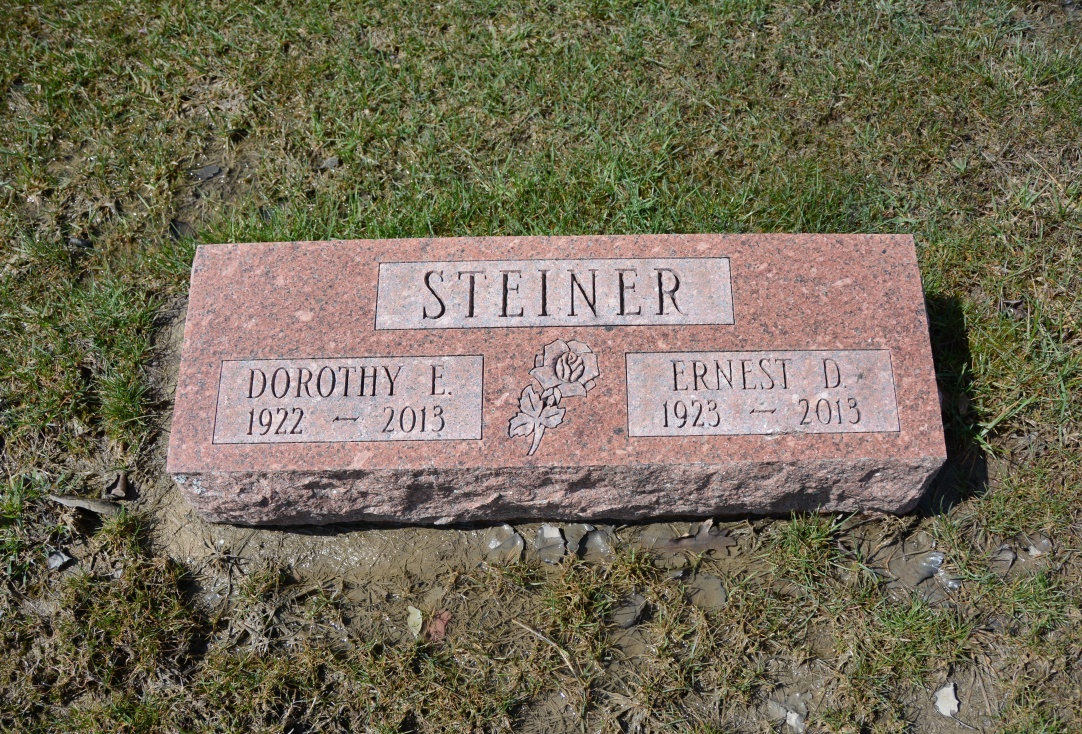 STEINER
DOROTHY E.
1922 – 2013
ERNEST D.
1923 – 2013